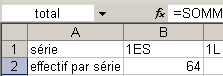 total fx =SOMM
A B
1 série 1ES 1L
2 effectif par série 64